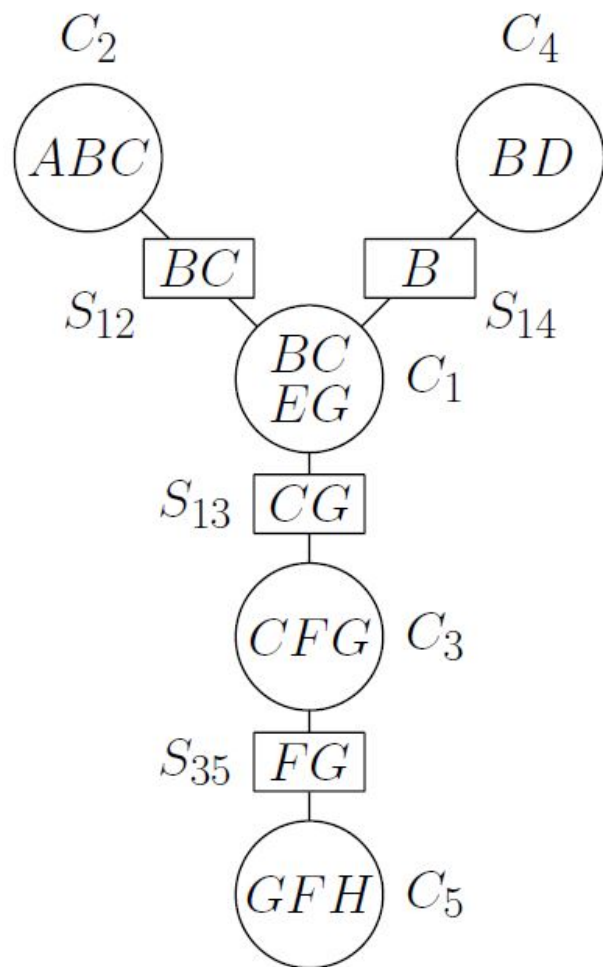 C₂
C₄
ABC
BD
BC
B
S₁₂
S₁₄
BC
EG
C₁
S₁₃
CG
CFG
C₃
S₃₅
FG
GFH
C₅